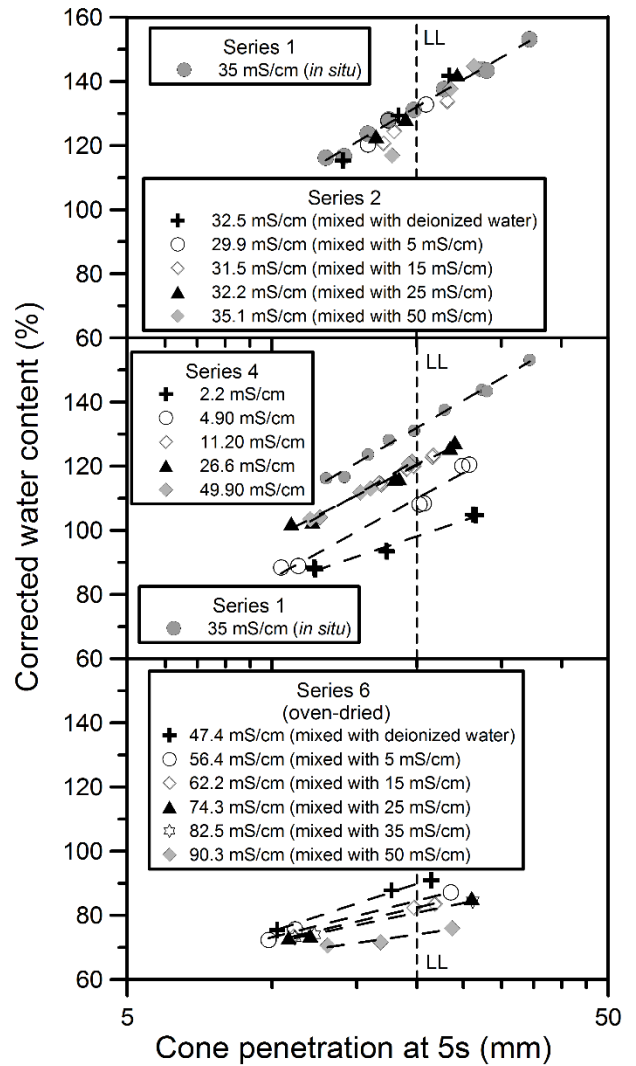 160
140
120
100
80
60
LL
Series 1
35 mS/cm (in situ)
Series 2
32.5 mS/cm (mixed with deionized water)
29.9 mS/cm (mixed with 5 mS/cm)
31.5 mS/cm (mixed with 15 mS/cm)
32.2 mS/cm (mixed with 25 mS/cm)
35.1 mS/cm (mixed with 50 mS/cm)
140
120
100
80
60
LL
Series 4
2.2 mS/cm
4.90 mS/cm
11.20 mS/cm
26.6 mS/cm
49.90 mS/cm
Series 1
35 mS/cm (in situ)
140
120
100
80
60
Series 6
(oven-dried)
47.4 mS/cm (mixed with deionized water)
56.4 mS/cm (mixed with 5 mS/cm)
62.2 mS/cm (mixed with 15 mS/cm)
74.3 mS/cm (mixed with 25 mS/cm)
82.5 mS/cm (mixed with 35 mS/cm)
90.3 mS/cm (mixed with 50 mS/cm)
LL
Corrected water content (%)
5
50
Cone penetration at 5s (mm)